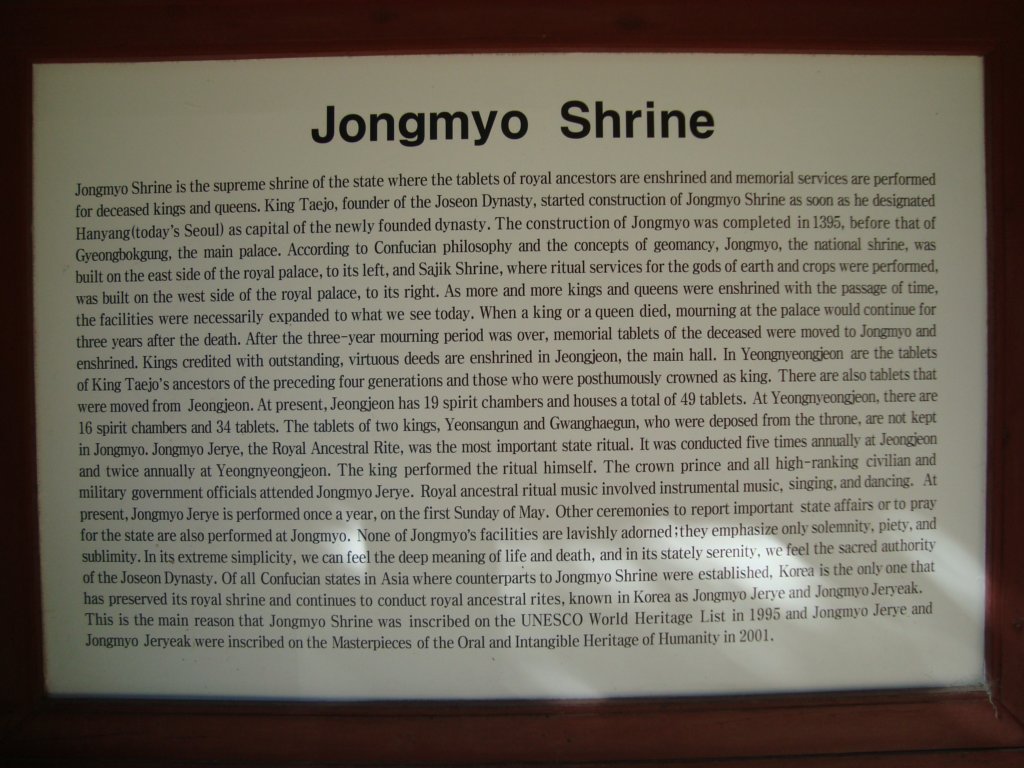 Jongmyo Shrine
Jongmyo Shrine is the supreme shrine of the state where the tablets of royal ancestors are enshrined and memorial services are performed
for deceased kings and queens. King Taejo, founder of the Joseon Dynasty, started construction of Jongmyo Shrine as soon as he designated
Hanyang(today's Seoul) as capital of the newly founded dynasty. The construction of Jongmyo was completed in 1395, before that of
Gyeongbokgung, the main palace. According to Confucian philosophy and the concepts of geomancy, Jongmyo, the national shrine, was
built on the east side of the royal palace, to its left, and Sajik Shrine, where ritual services for the gods of earth and crops were performed,
was built on the west side of the royal palace, to its right. As more and more kings and queens were enshrined with the passage of time,
the facilities were necessarily expanded to what we see today. When a king or a queen died, mourning at the palace would continue for
three years after the death. After the three-year mourning period was over, memorial tablets of the deceased were moved to Jongmyo and
enshrined. Kings credited with outstanding, virtuous deeds are enshrined in Jeongjeon, the main hall. In Yeongnyeongjeon are the tablets
of King Taejo's ancestors of the preceding four generations and those who were posthumously crowned as king. There are also tablets that
were moved from Jeongjeon. At present, Jeongjeon has 19 spirit chambers and houses a total of 49 tablets. At Yeongnyeongjeon, there are
16 spirit chambers and 34 tablets. The tablets of two kings, Yeonsangun and Gwanghaegun, who were deposed from the throne, are not kept
in Jongmyo. Jongmyo Jerye, the Royal Ancestral Rite, was the most important state ritual. It was conducted five times annually at Jeongjeon
and twice annually at Yeongnyeongjeon. The king performed the ritual himself. The crown prince and all high-ranking civilian and
military government officials attended Jongmyo Jerye. Royal ancestral ritual music involved instrumental music, singing, and dancing. At
present, Jongmyo Jerye is performed once a year, on the first Sunday of May. Other ceremonies to report important state affairs or to pray
for the state are also performed at Jongmyo. None of Jongmyo's facilities are lavishly adorned;they emphasize only solemnity, piety, and
sublimity. In its extreme simplicity, we can feel the deep meaning of life and death, and in its stately serenity, we feel the sacred authority
of the Joseon Dynasty. Of all Confucian states in Asia where counterparts to Jongmyo Shrine were established, Korea is the only one that
has preserved its royal shrine and continues to conduct royal ancestral rites, known in Korea as Jongmyo Jerye and Jongmyo Jeryeak.
This is the main reason that Jongmyo Shrine was inscribed on the UNESCO World Heritage List in 1995 and Jongmyo Jerye and
Jongmyo Jeryeak were inscribed on the Masterpieces of the Oral and Intangible Heritage of Humanity in 2001.